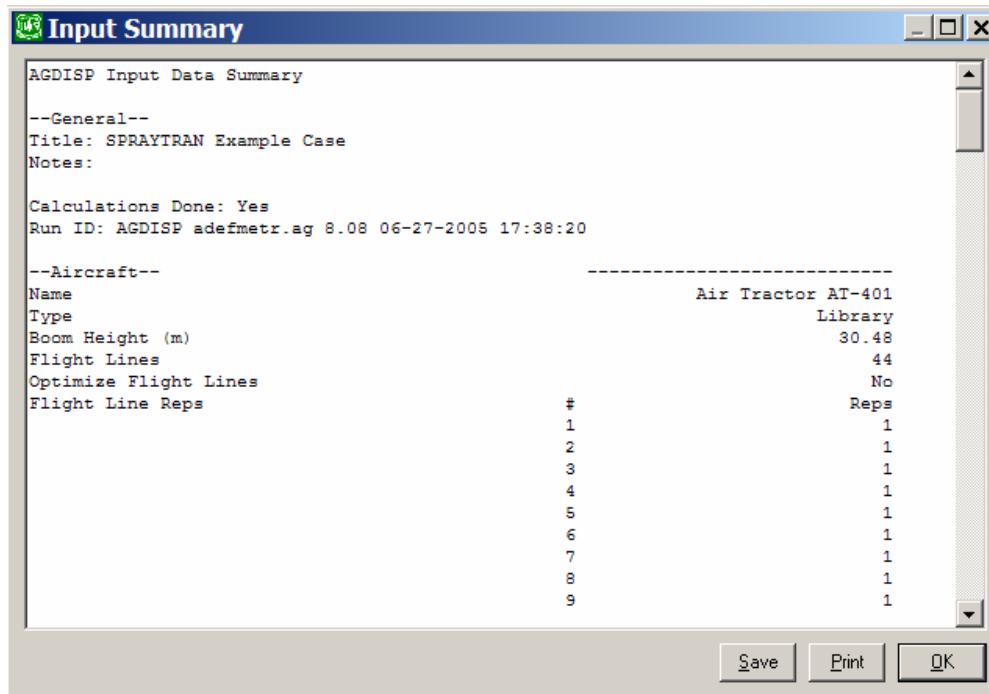 Input Summary
AGDISP Input Data Summary
--General--
Title: SPRAYTRAN Example Case
Notes:
Calculations Done: Yes
Run ID: AGDISP adefmetr.ag 8.08 06-27-2005 17:38:20
--Aircraft-- ----------------------------
Name Air Tractor AT-401
Type Library
Boom Height (m) 30.48
Flight Lines 44
Optimize Flight Lines No
Flight Line Reps # Reps
1 1
2 1
3 1
4 1
5 1
6 1
7 1
8 1
9 1
Save Print OK